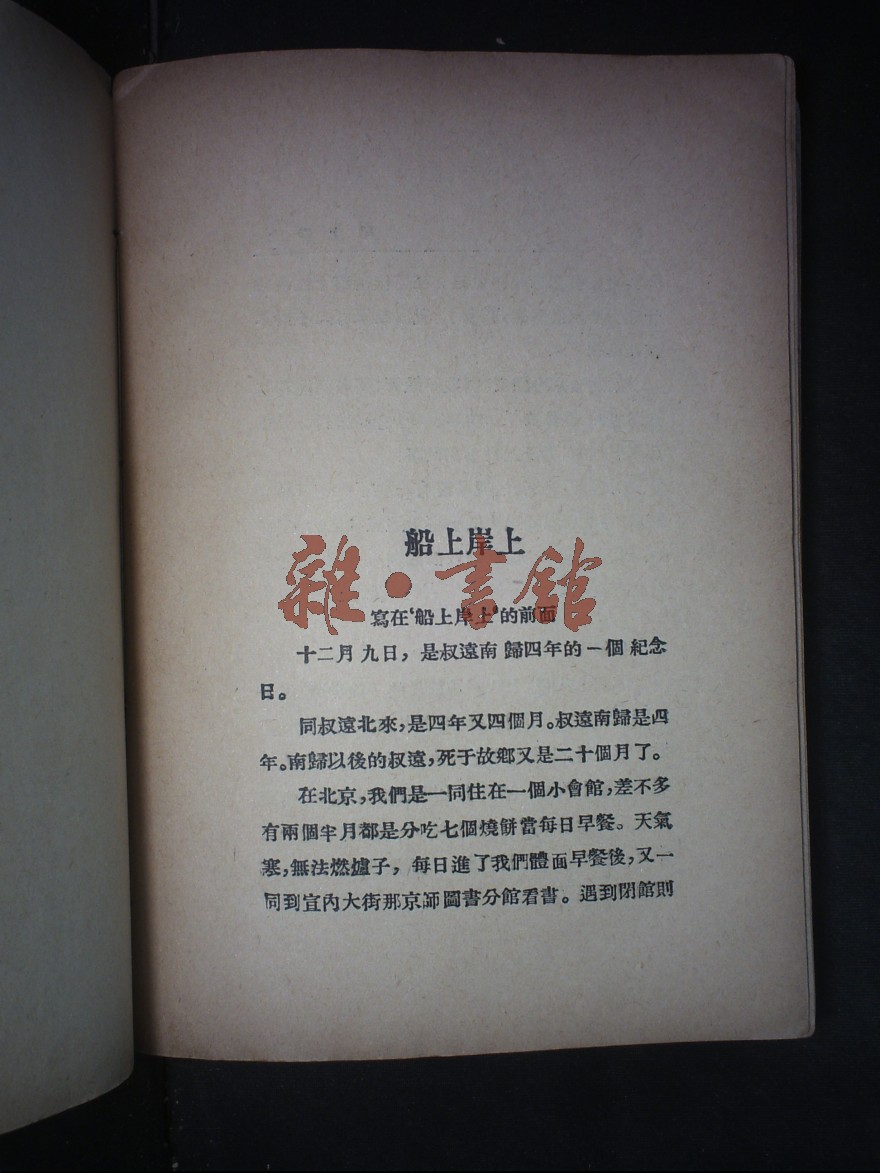 船上岸上
雜·書館
寫在‘船上岸上’的前面
十二月九日，是叔遠南歸四年的一個紀念
日。
同叔遠北來，是四年又四個月。叔遠南歸是四
年。南歸以後的叔遠，死于故鄉又是二十個月了。
在北京，我們是一同住在一個小會館，差不多
有兩個半月都是分吃七個燒餅當每日早餐。天氣
寒，無法燃爐子，每日進了我們體面早餐後，又一
同到宣內大街那京師圖書分館看書。遇到閉館則